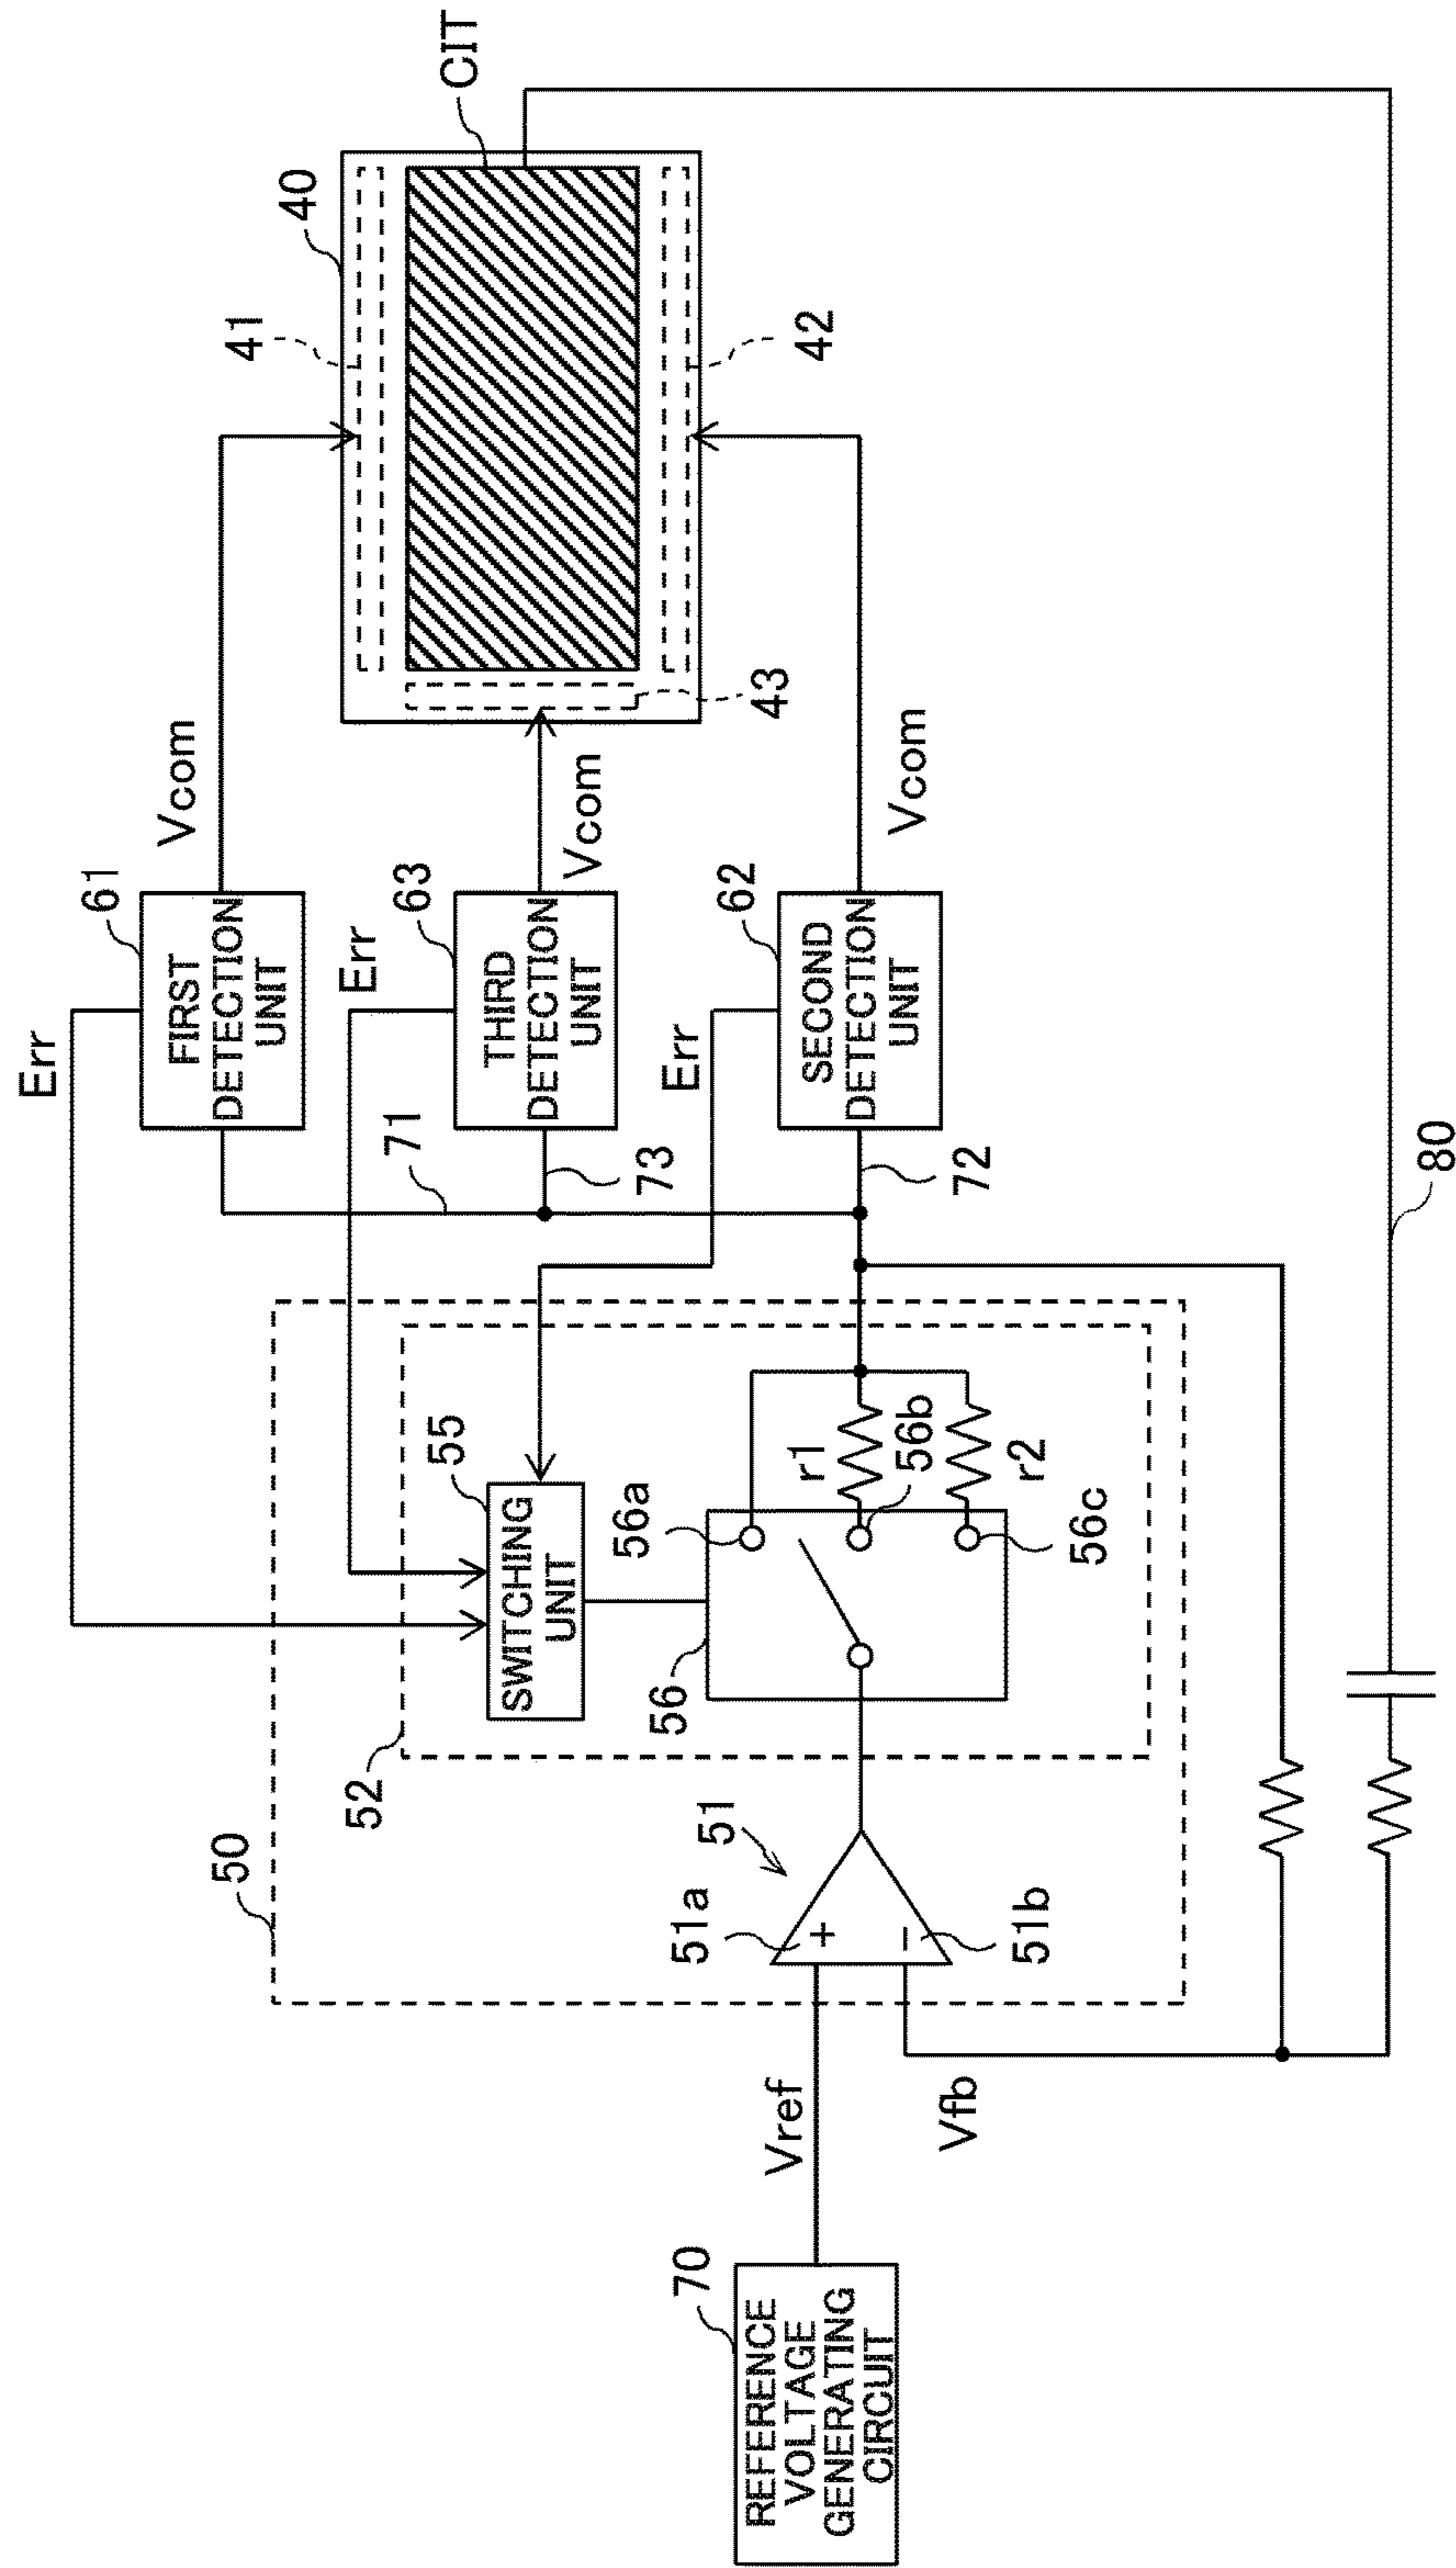 Err
61
Vcom
FIRST
DETECTION
UNIT
41
40
CIT
71
Err
63
THIRD
DETECTION
UNIT
Vcom
73
43
42
Err
62
SECOND
DETECTION
UNIT
Vcom
72
50
52
55
SWITCHING
UNIT
56
56a
r1
56b
r2
56c
51
51a
+
−
51b
70
REFERENCE
VOLTAGE
GENERATING
CIRCUIT
Vref
Vfb
80